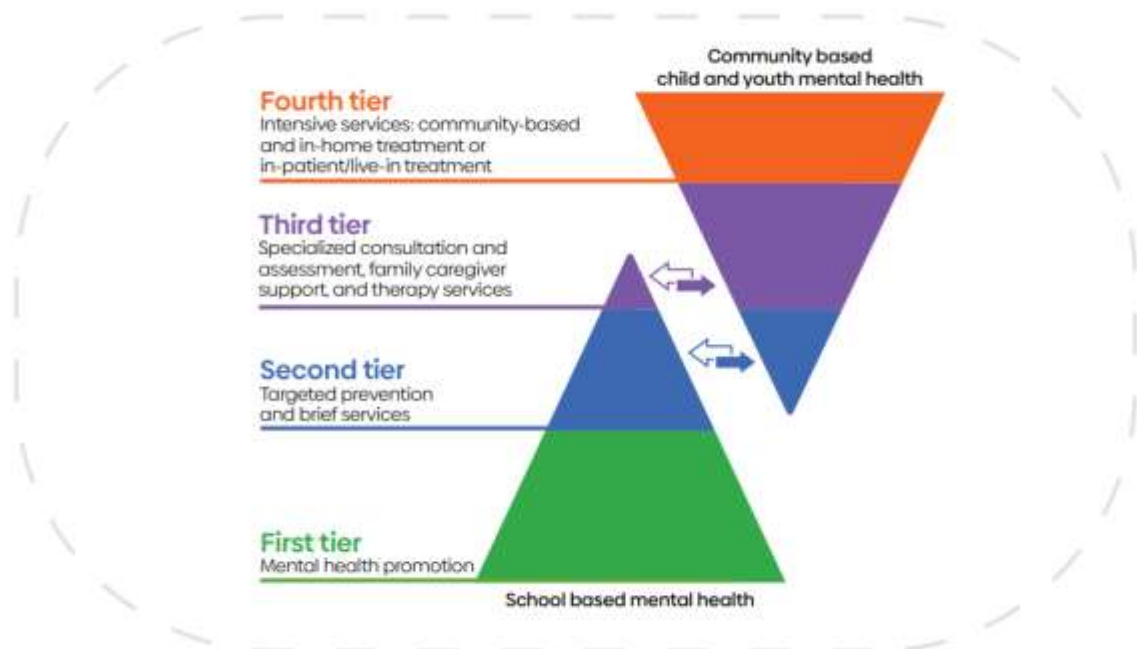 Community based
child and youth mental health
Fourth tier
Intensive services: community-based
and in-home treatment or
in-patient/live-in treatment
Third tier
Specialized consultation and
assessment, family caregiver
support, and therapy services
Second tier
Targeted prevention
and brief services
First tier
Mental health promotion
School based mental health